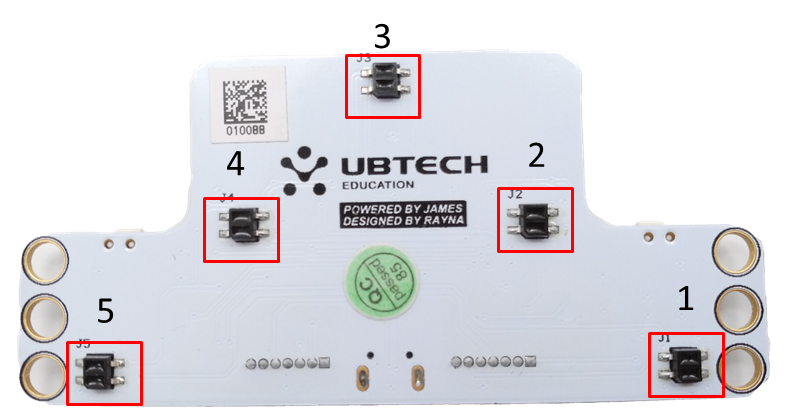 3
J3
010088
4
2
UBTECH
EDUCATION
J4
J2
POWERED BY JAMES
DESIGNED BY RAYNA
QC
passed
85
5
1
J5
J1